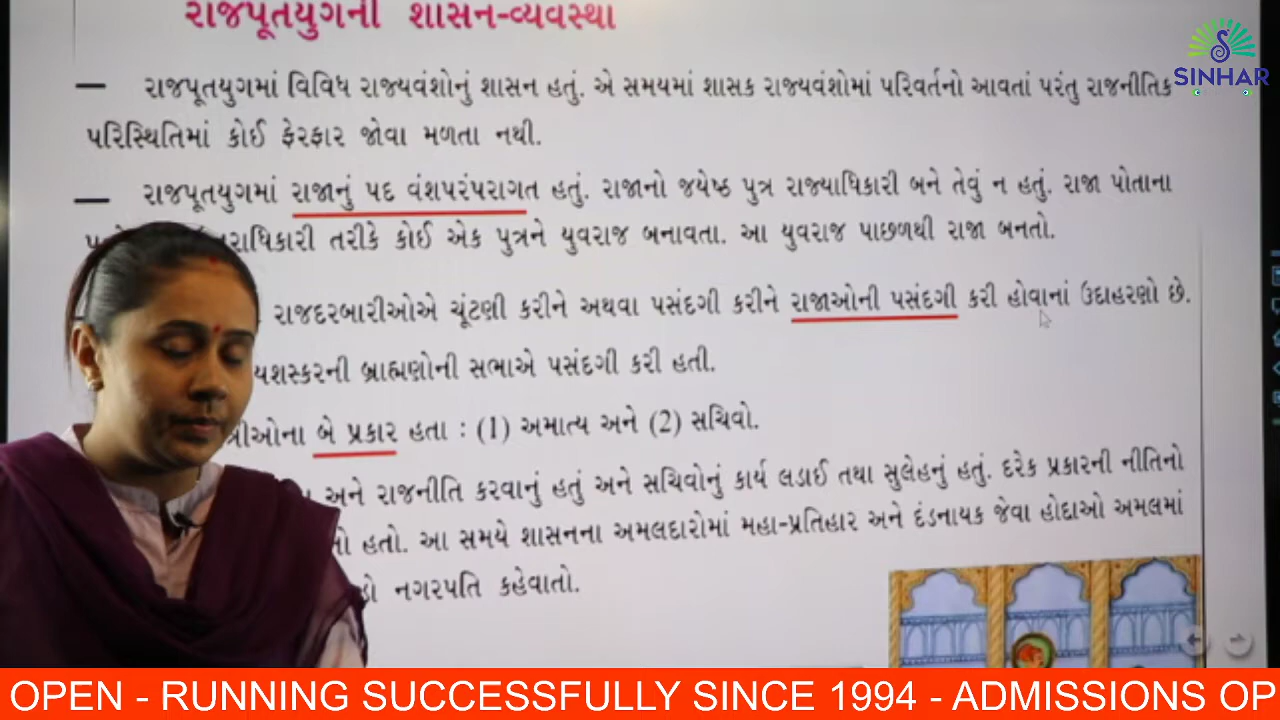 રાજપૂતયુગની શાસન-વ્યવસ્થા
SINHAR
– રાજપૂતયુગમાં વિવિધ રાજ્યવંશોનું શાસન હતું. એ સમયમાં શાસક રાજ્યવંશોમાં પરિવર્તનો આવતાં પરંતુ રાજનીતિક
પરિસ્થિતિમાં કોઈ ફેરફાર જોવા મળતા નથી.
– રાજપૂતયુગમાં રાજાનું પદ વંશપરંપરાગત હતું. રાજાનો જયેષ્ઠ પુત્ર રાજ્યાધિકારી બને તેવું ન હતું. રાજા પોતાના
તરીકે કોઈ એક પુત્રને યુવરાજ બનાવતા. આ યુવરાજ પાછળથી રાજા બનતો.
રાજદરબારીઓએ ચૂંટણી કરીને અથવા પસંદગી કરીને રાજાઓની પસંદગી કરી હોવાનાં ઉદાહરણો છે.
યશસ્કરની બ્રાહ્મણોની સભાએ પસંદગી કરી હતી.
બે પ્રકાર હતા : (1) અમાત્ય અને (2) સચિવો.
અને રાજનીતિ કરવાનું હતું અને સચિવોનું કાર્ય લડાઈ તથા સુલેહનું હતું. દરેક પ્રકારની નીતિનો
હતો. આ સમયે શાસનના અમલદારોમાં મહા-પ્રતિહાર અને દંડનાયક જેવા હોદાઓ અમલમાં
નગરપતિ કહેવાતો.
OPEN - RUNNING SUCCESSFULLY SINCE 1994 - ADMISSIONS OP